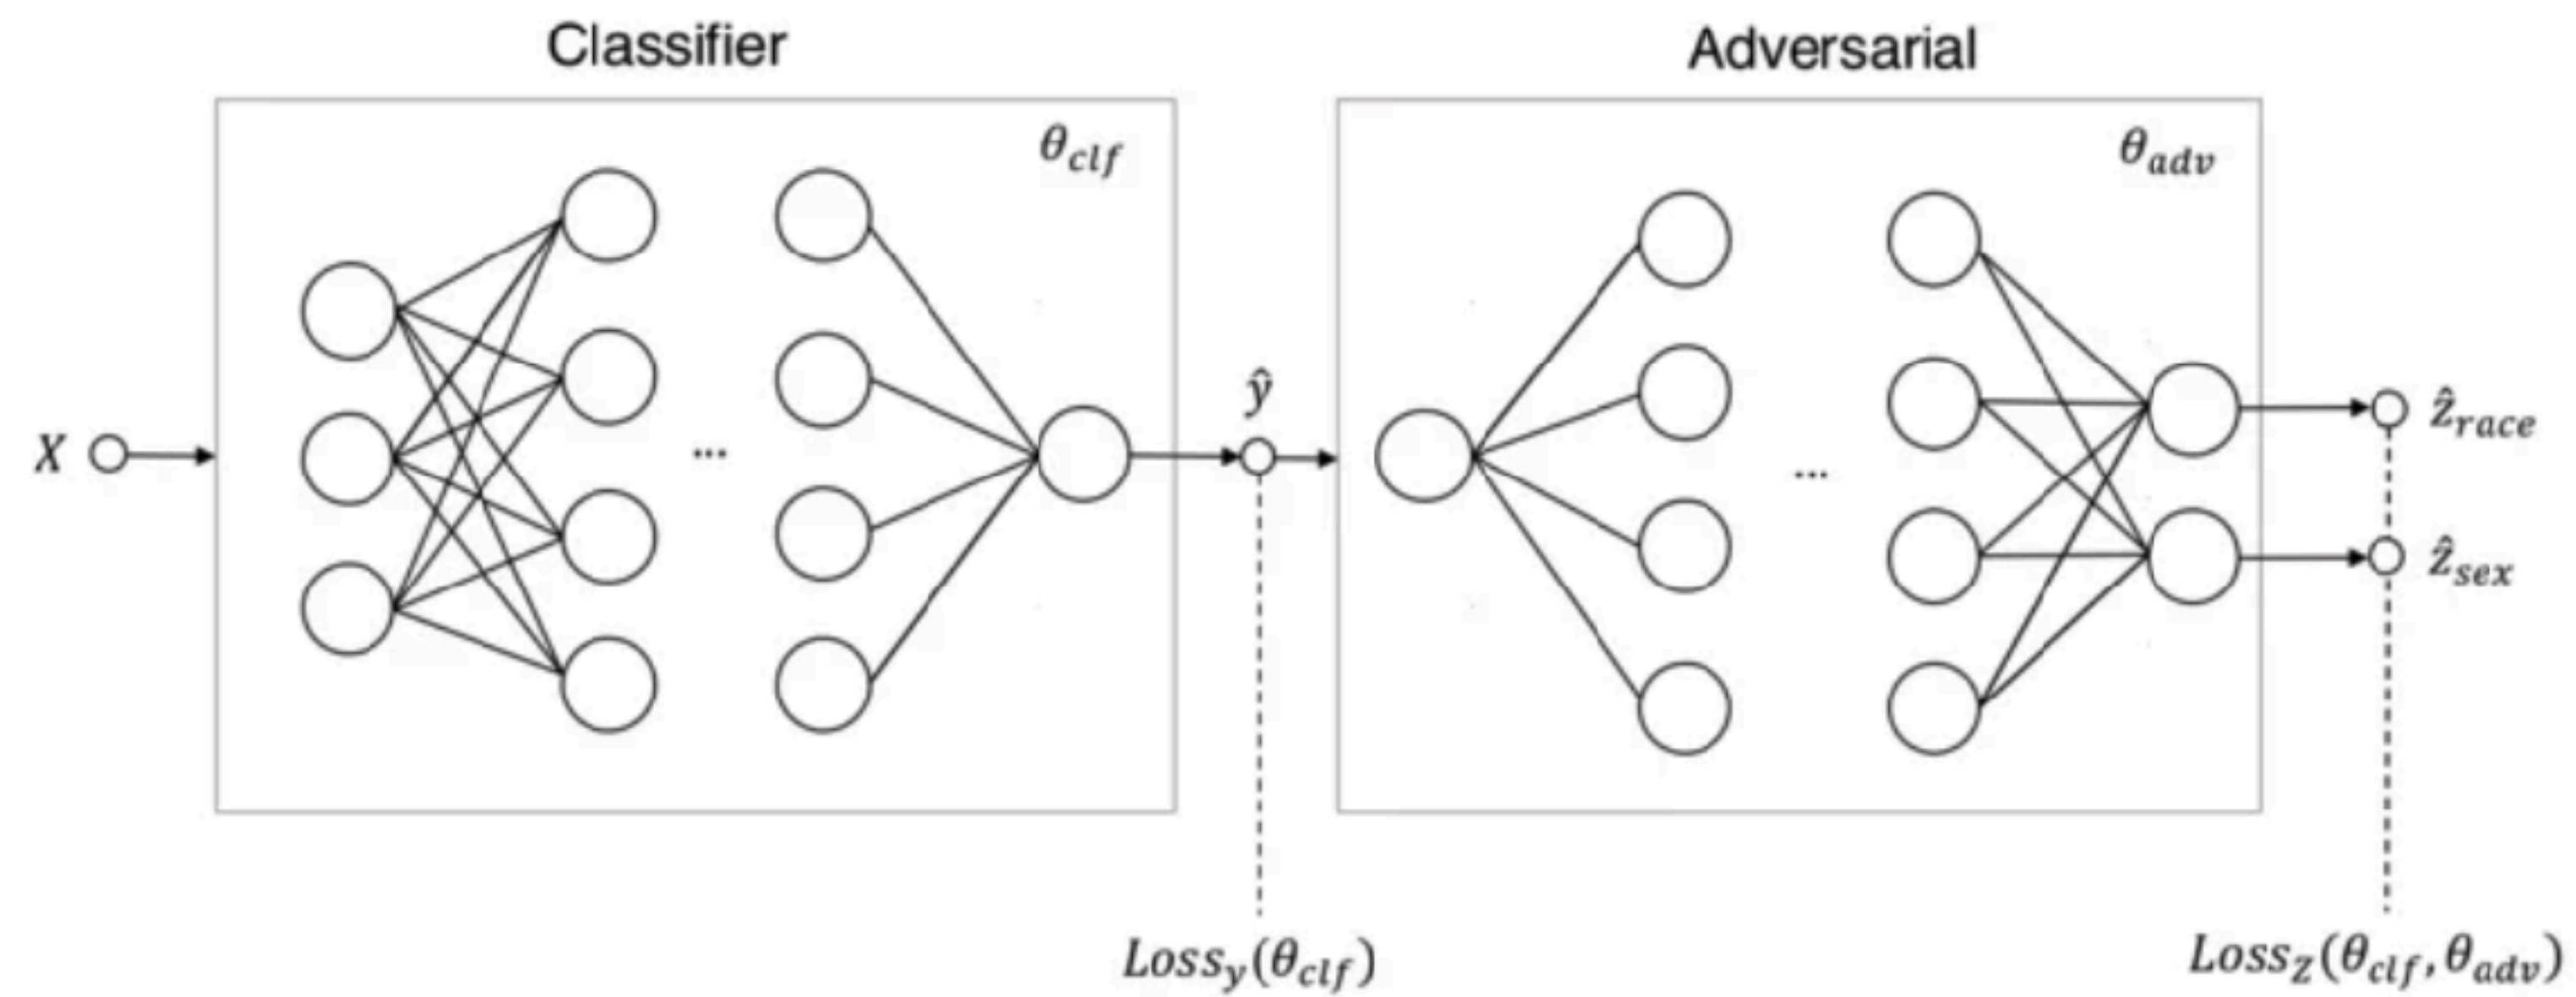 Classifier
Adversarial
θ_clf
θ_adv
X
...
ŷ
...
ẑ_race
ẑ_sex
Loss_y(θ_clf)
Loss_Z(θ_clf, θ_adv)